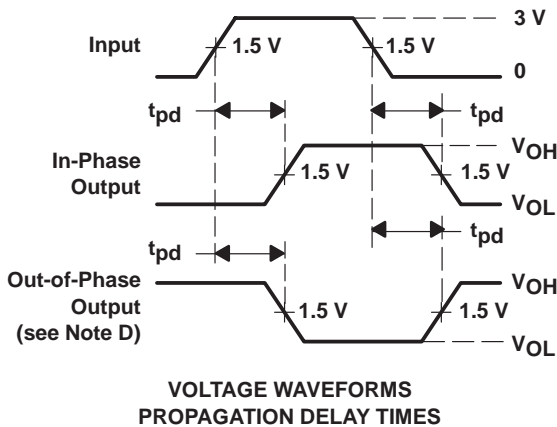 3 V
Input
1.5 V
1.5 V
0
tpd
tpd
In-Phase
Output
VOH
1.5 V
1.5 V
VOL
tpd
tpd
Out-of-Phase
Output
(see Note D)
VOH
1.5 V
1.5 V
VOL
VOLTAGE WAVEFORMS
PROPAGATION DELAY TIMES